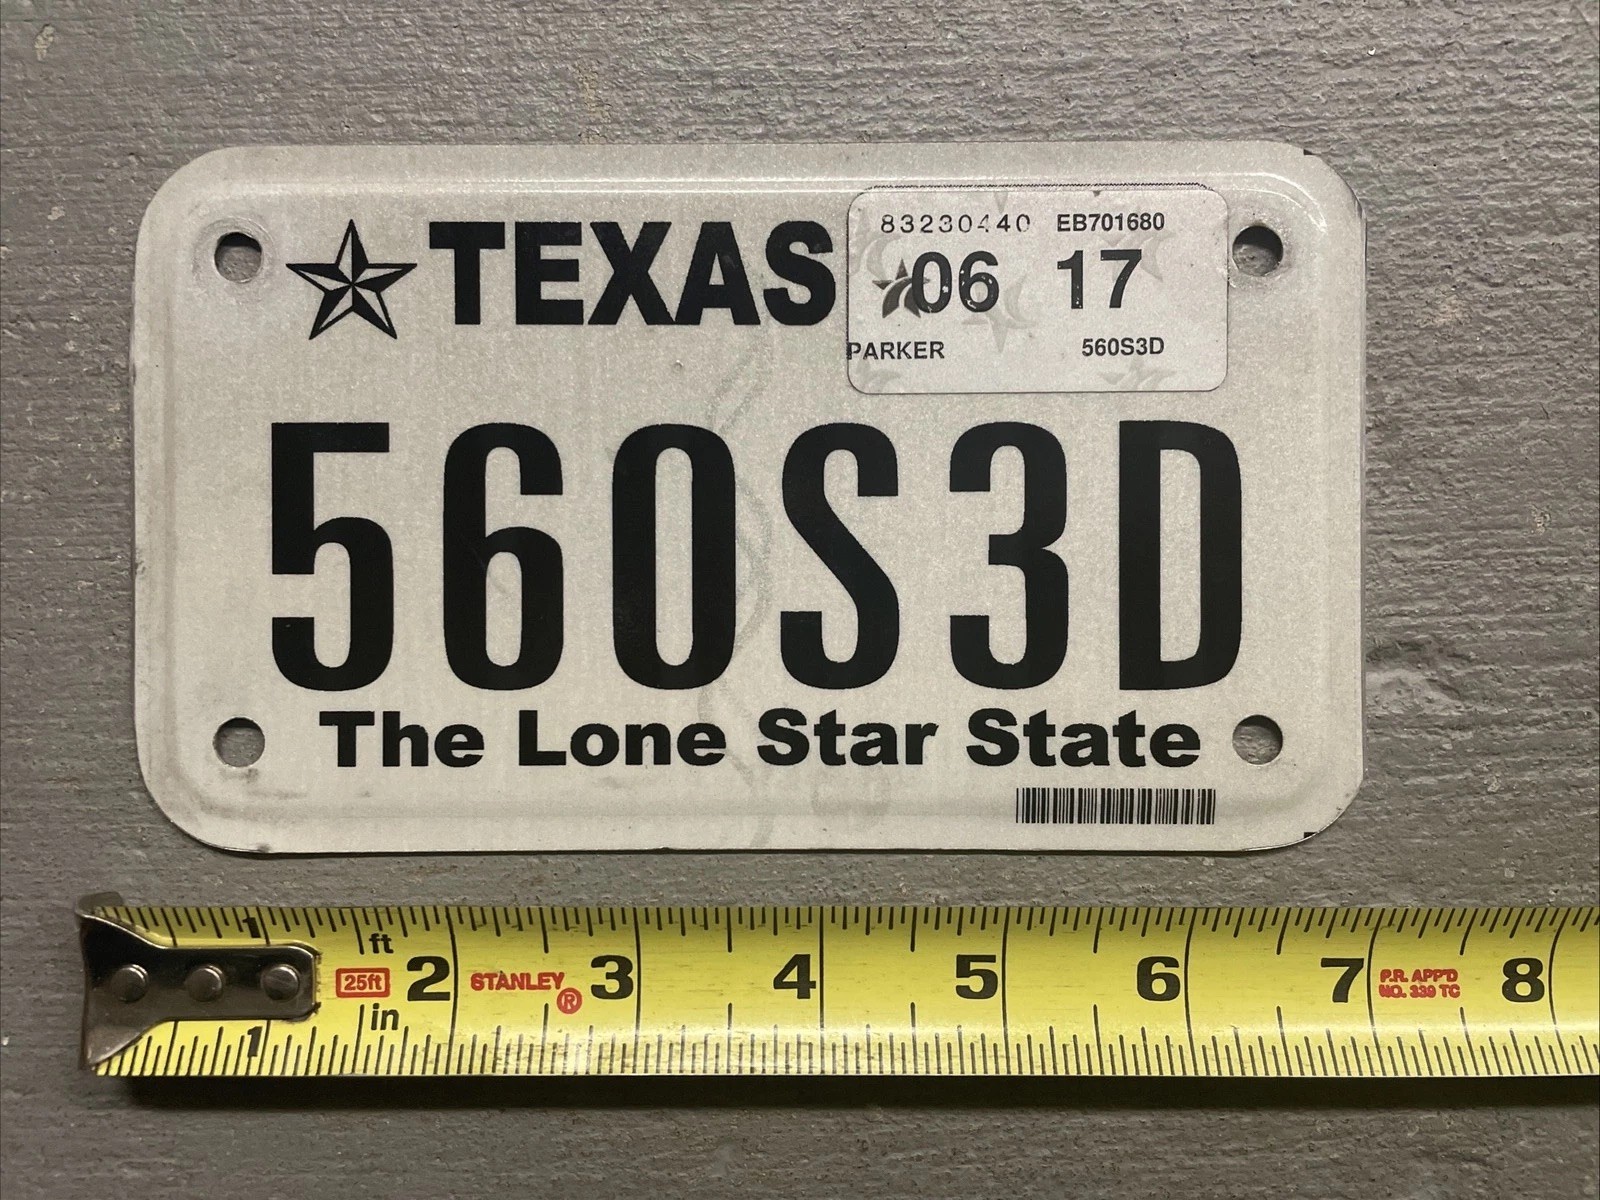 TEXAS
83230440 EB701680
06 17
PARKER 560S3D
560S3D
The Lone Star State
1 ft
25ft 2 STANLEY® 3 4 5 6 7 P.R. APP'D NO. 339 TC 8
1 in